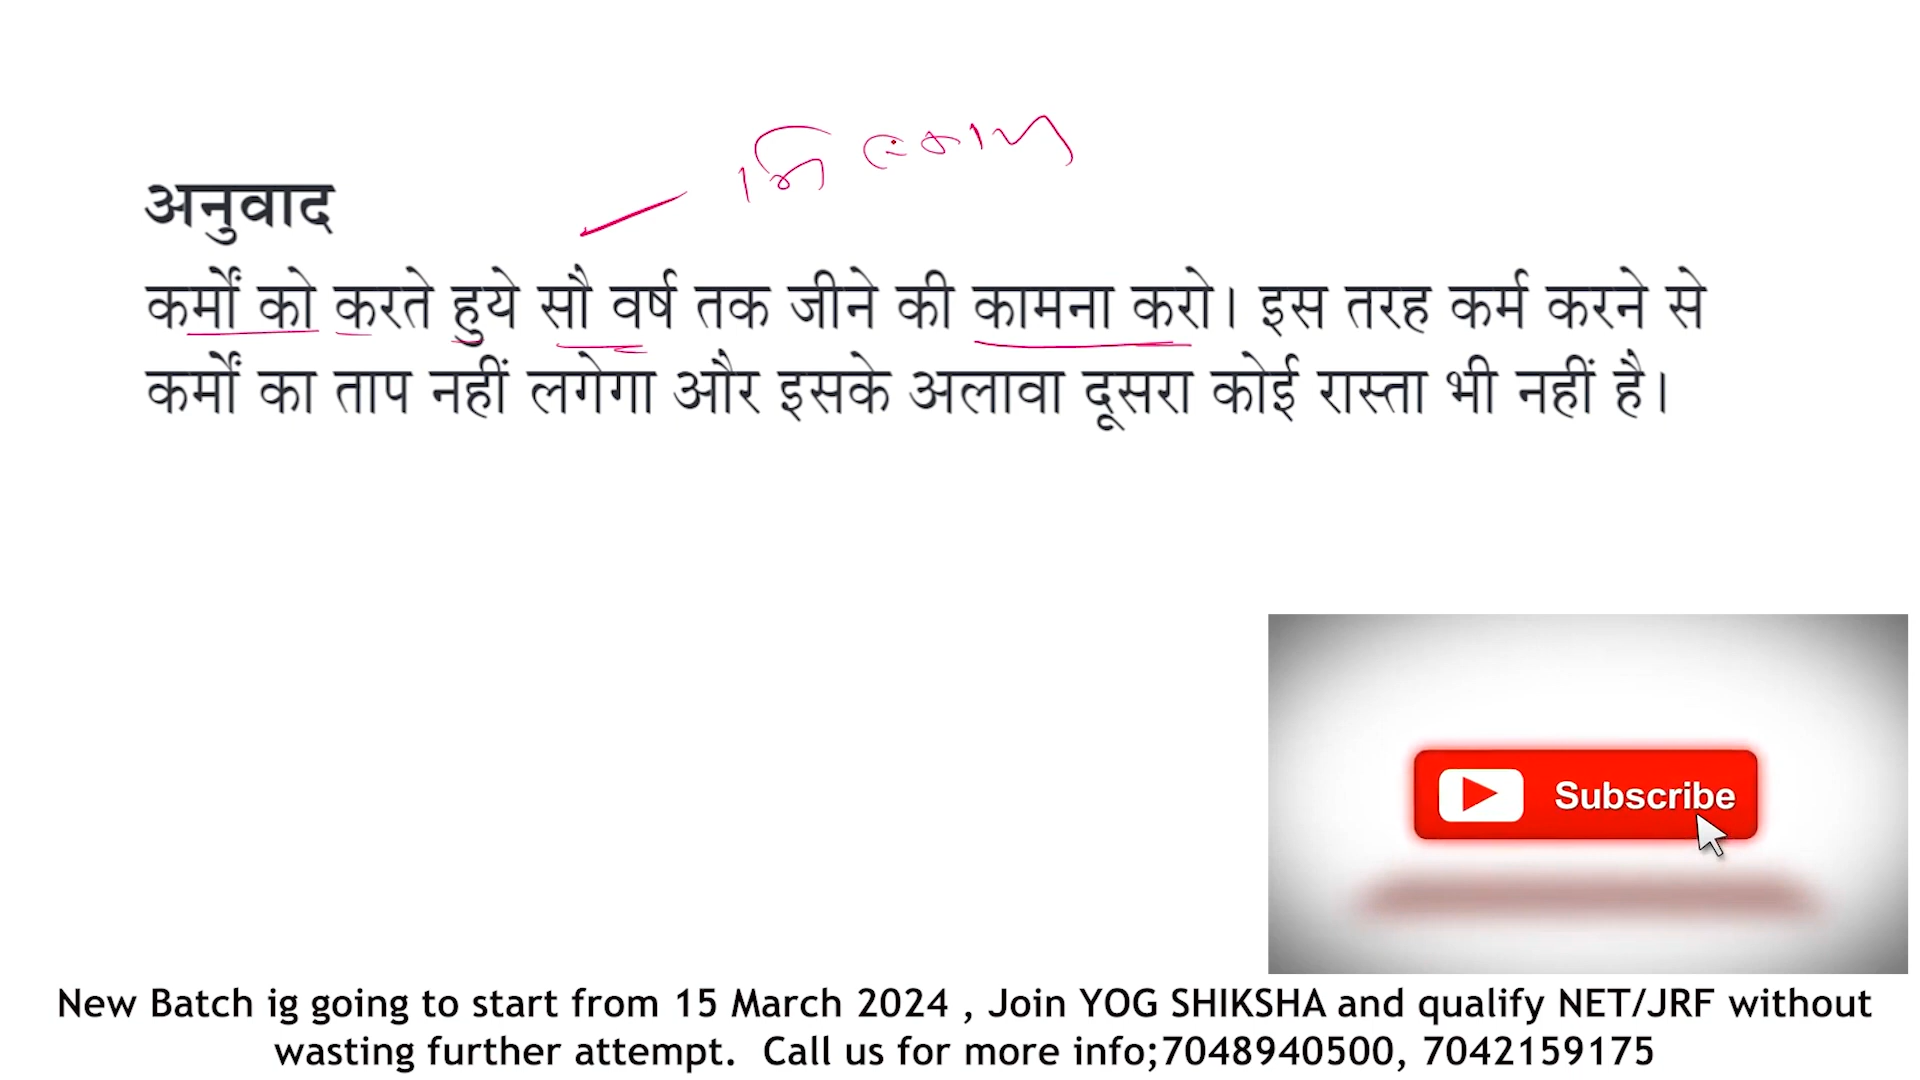 अनुवाद
कर्मों को करते हुये सौ वर्ष तक जीने की कामना करो। इस तरह कर्म करने से
कर्मों का ताप नहीं लगेगा और इसके अलावा दूसरा कोई रास्ता भी नहीं है।
Subscribe
New Batch ig going to start from 15 March 2024 , Join YOG SHIKSHA and qualify NET/JRF without
wasting further attempt. Call us for more info;7048940500, 7042159175